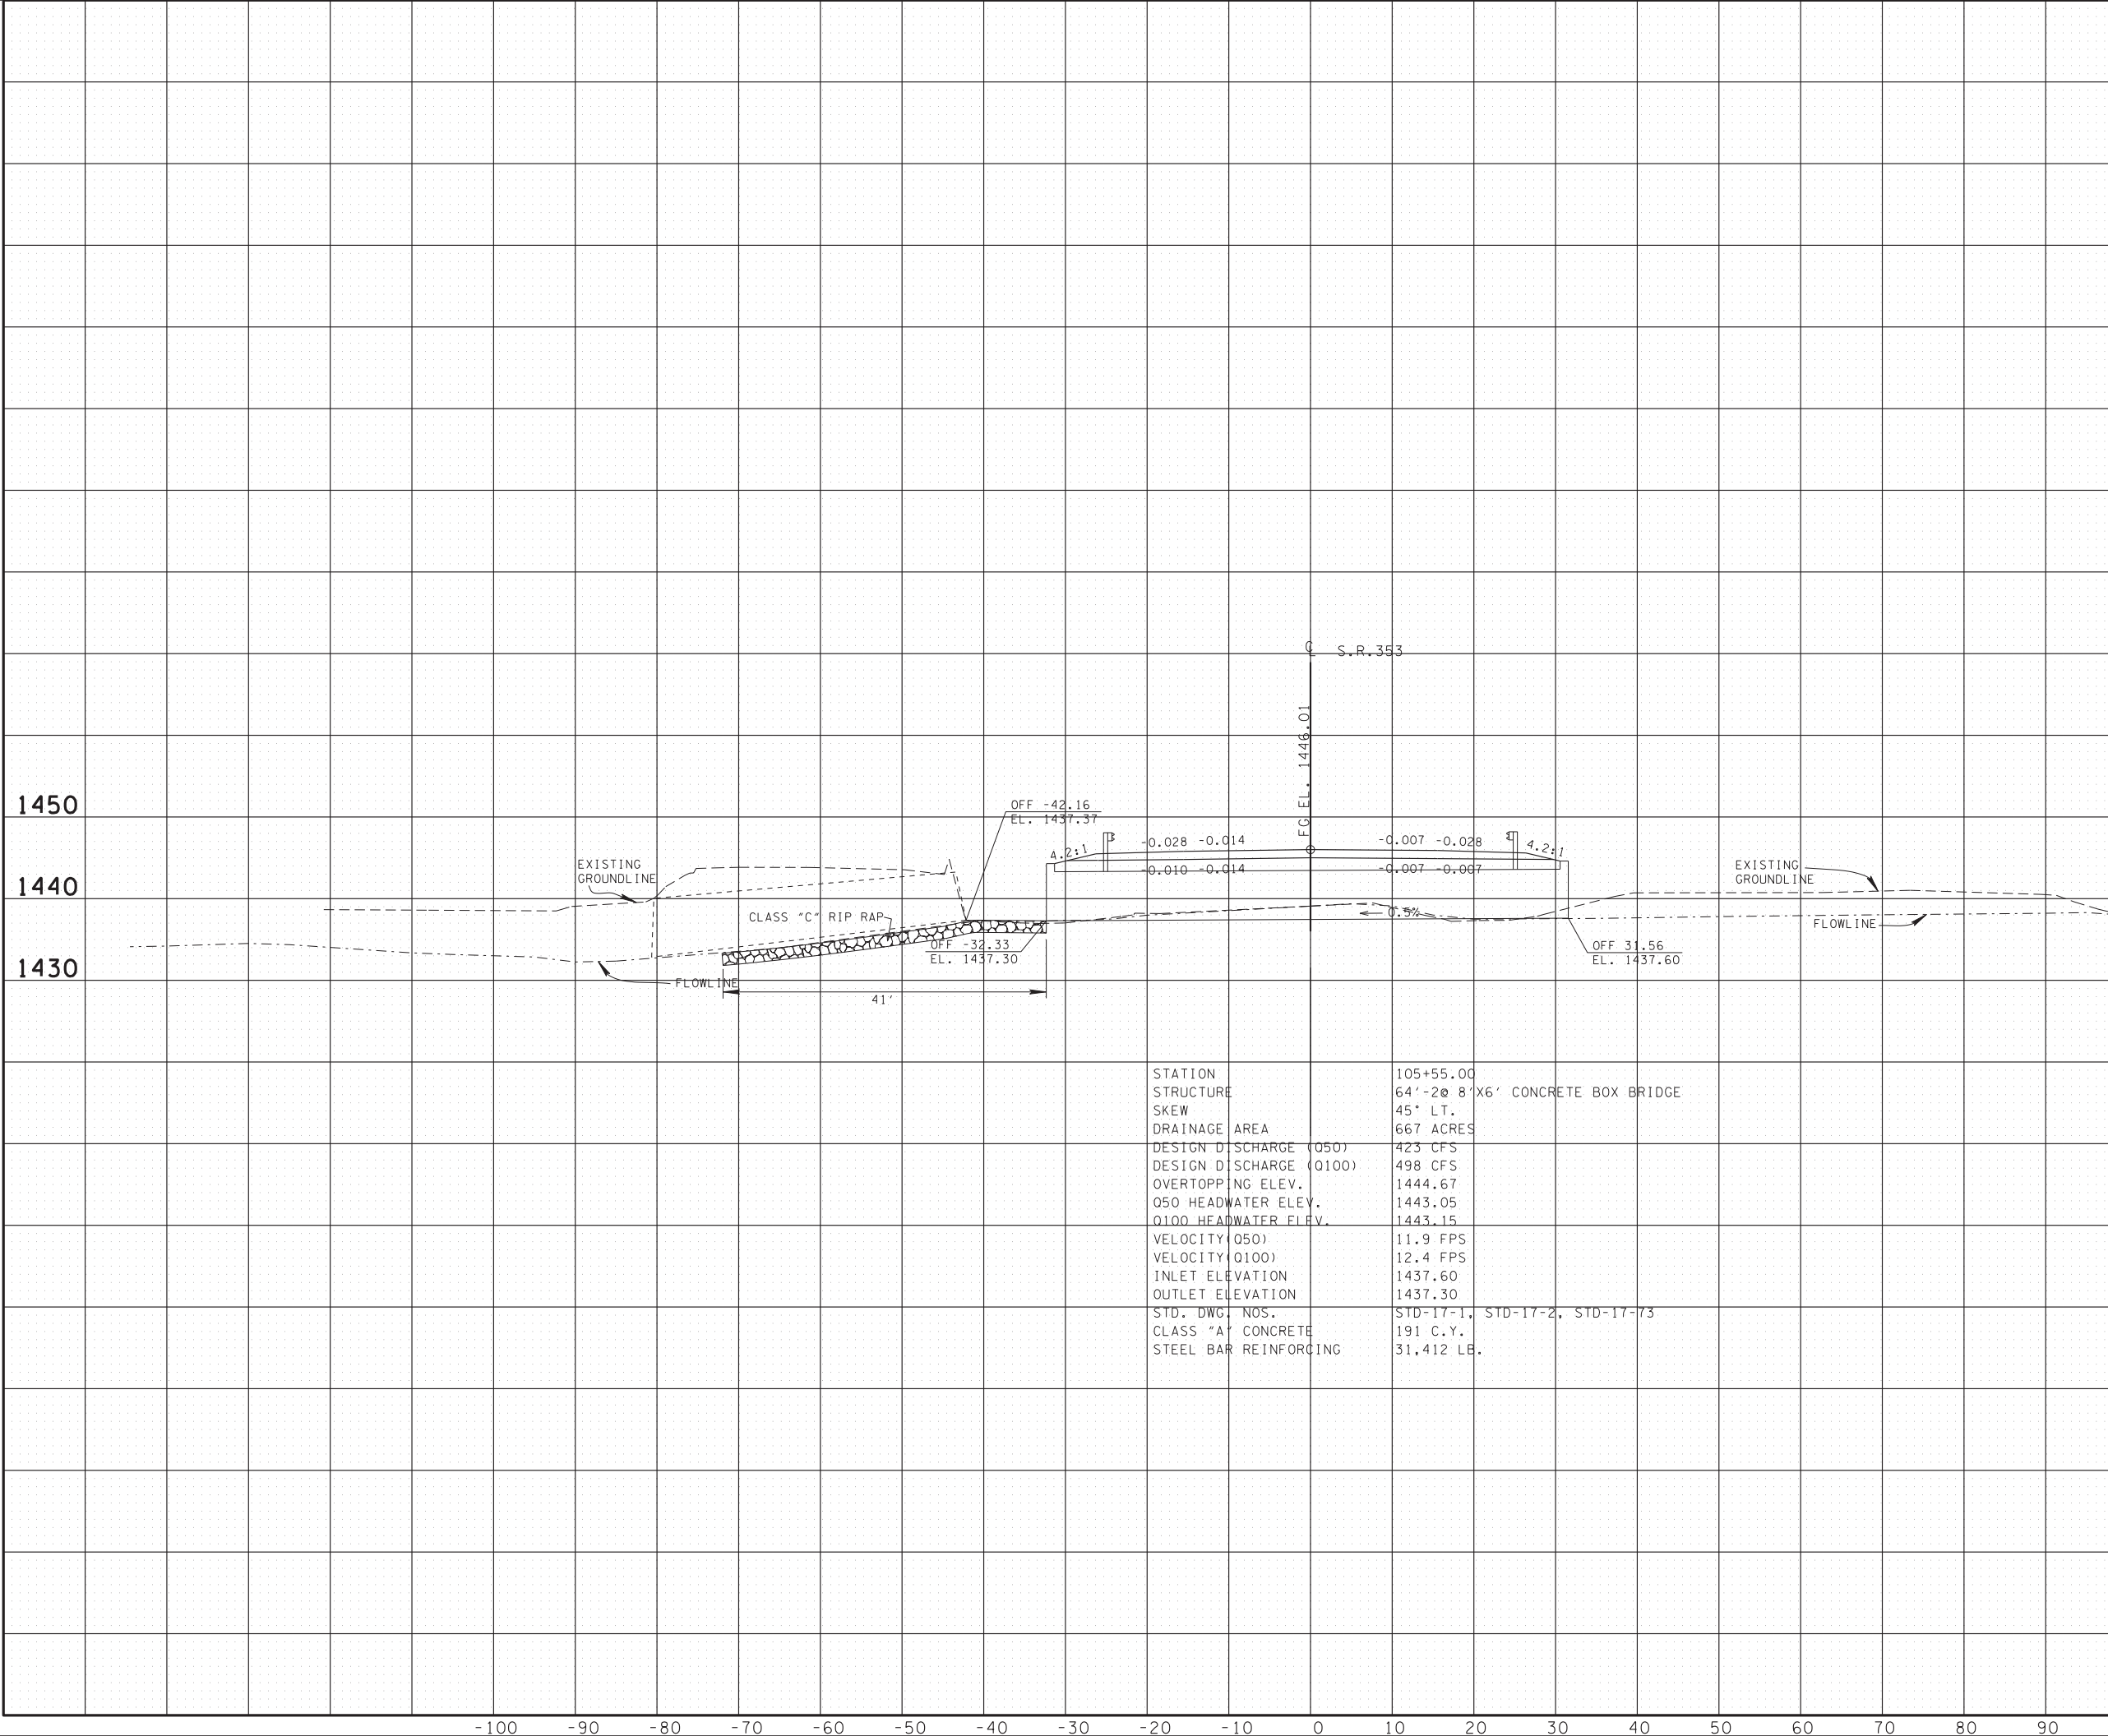 ℄ S.R.353
FG EL. 1446.01
1450
OFF -42.16
EL. 1437.37
-0.028 -0.014
-0.007 -0.028
4.2:1
4.2:1
EXISTING
GROUNDLINE
-0.010 -0.014
-0.007 -0.007
EXISTING
GROUNDLINE
1440
CLASS "C" RIP RAP
0.5%
FLOWLINE
OFF -32.33
EL. 1437.30
OFF 31.56
EL. 1437.60
1430
FLOWLINE
41'
STATION 105+55.00
STRUCTURE 64'-2@ 8'X6' CONCRETE BOX BRIDGE
SKEW 45° LT.
DRAINAGE AREA 667 ACRES
DESIGN DISCHARGE (Q50) 423 CFS
DESIGN DISCHARGE (Q100) 498 CFS
OVERTOPPING ELEV. 1444.67
Q50 HEADWATER ELEV. 1443.05
Q100 HEADWATER ELEV. 1443.15
VELOCITY(Q50) 11.9 FPS
VELOCITY(Q100) 12.4 FPS
INLET ELEVATION 1437.60
OUTLET ELEVATION 1437.30
STD. DWG. NOS. STD-17-1, STD-17-2, STD-17-73
CLASS "A" CONCRETE 191 C.Y.
STEEL BAR REINFORCING 31,412 LB.
-100 -90 -80 -70 -60 -50 -40 -30 -20 -10 0 10 20 30 40 50 60 70 80 90